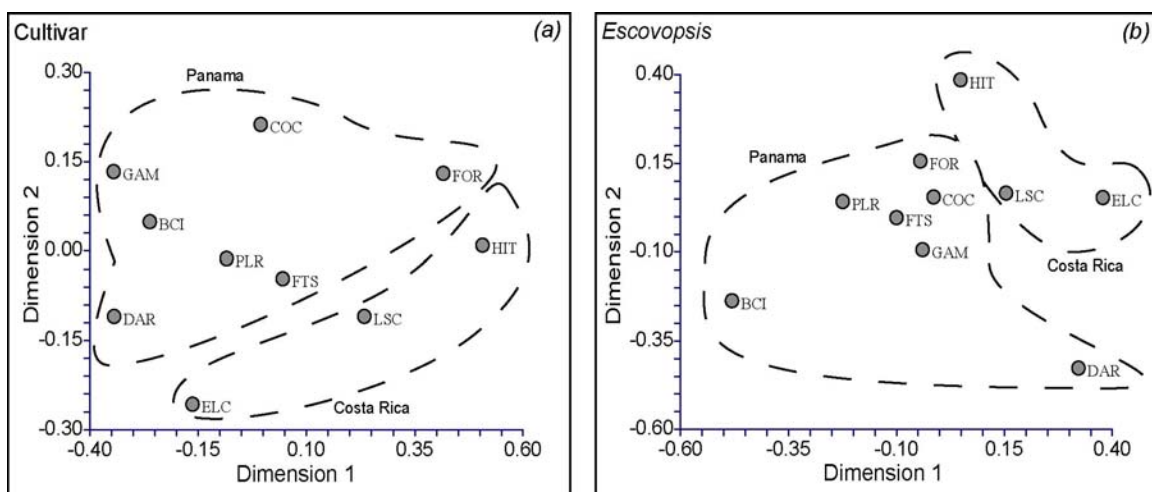 Cultivar
(a)
Dimension 2
0.30
0.15
0.00
-0.15
-0.30
Panama
COC
GAM
FOR
BCI
HIT
PLR
FTS
DAR
LSC
ELC
Costa Rica
-0.40
-0.15
0.10
0.35
0.60
Dimension 1
Escovopsis
(b)
Dimension 2
0.40
0.15
-0.10
-0.35
-0.60
HIT
Panama
FOR
PLR
COC
LSC
ELC
FTS
GAM
Costa Rica
BCI
DAR
-0.60
-0.35
-0.10
0.15
0.40
Dimension 1